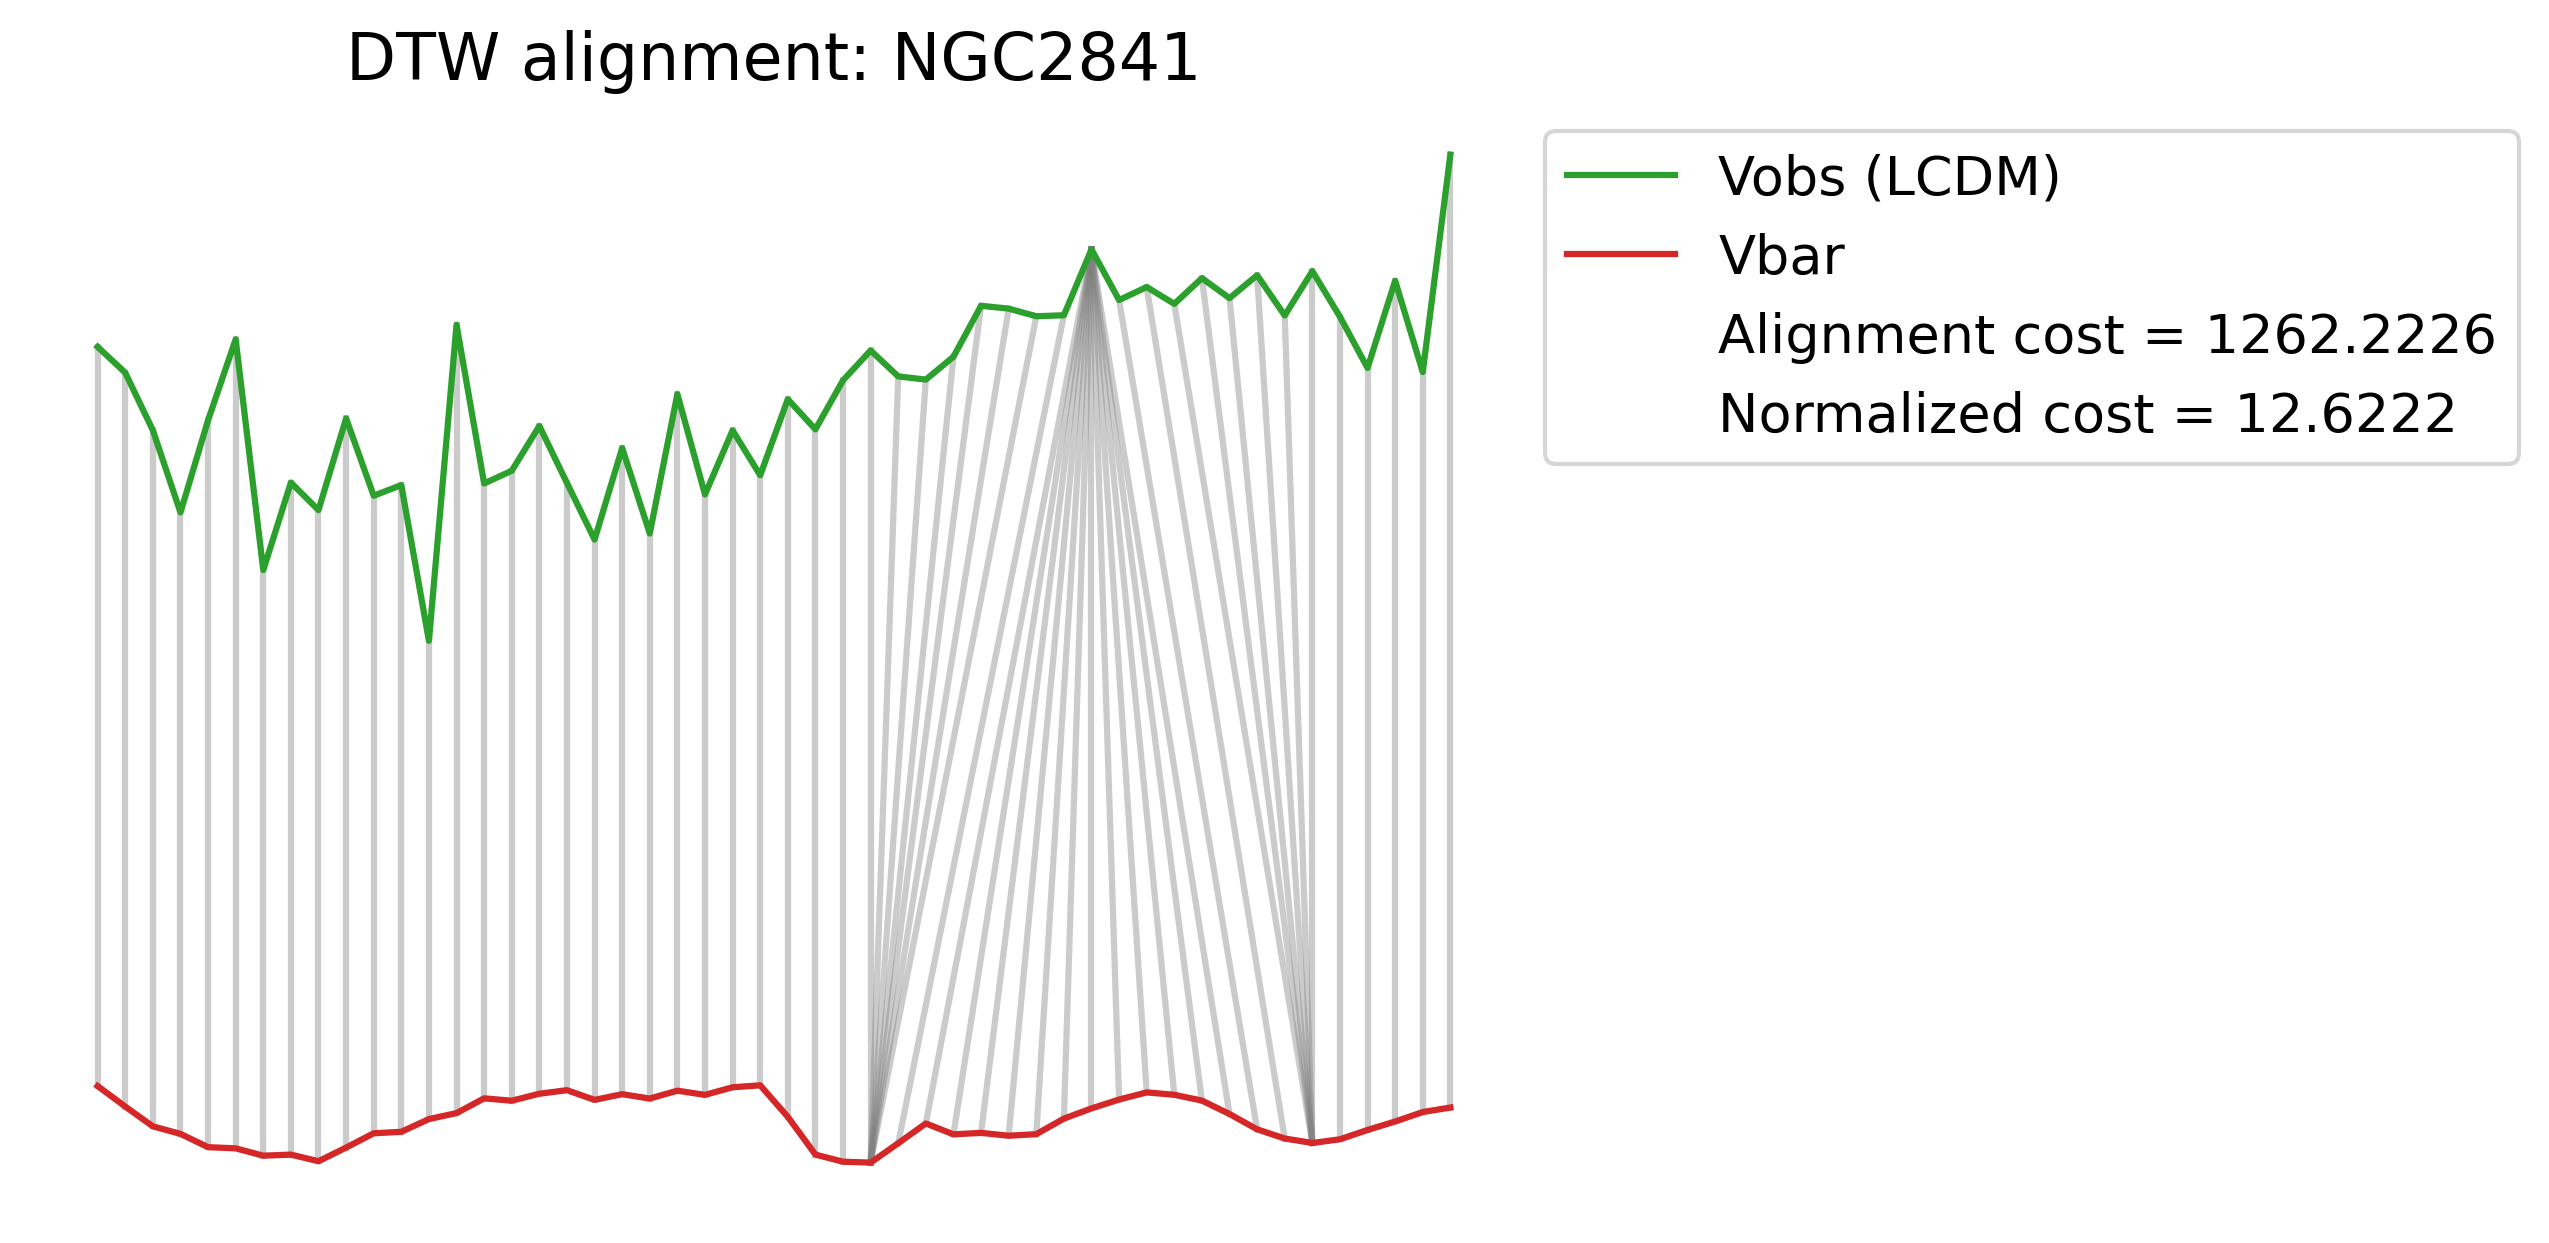 DTW alignment: NGC2841
Vobs (LCDM)
Vbar
Alignment cost = 1262.2226
Normalized cost = 12.6222